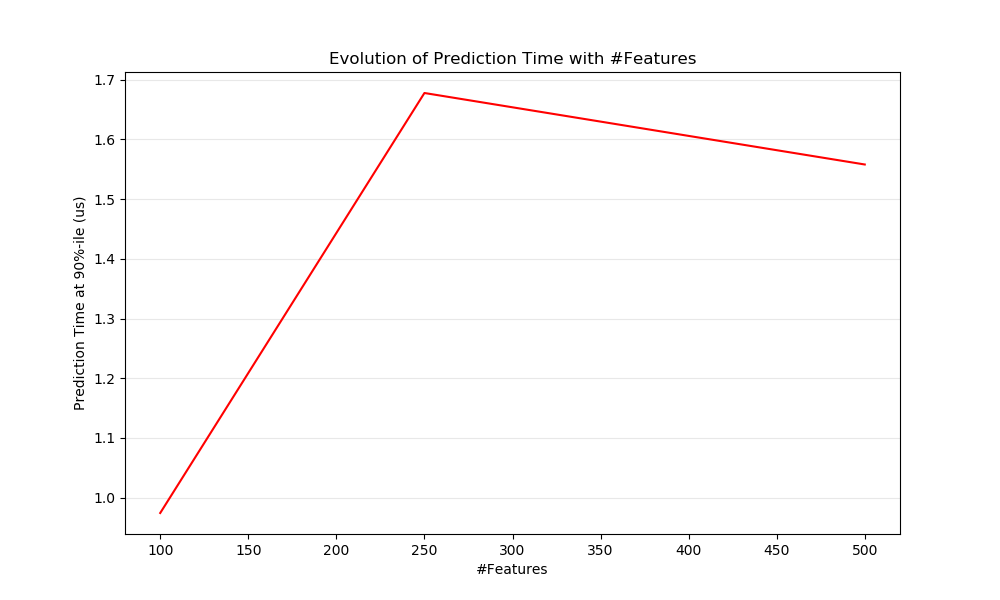 Evolution of Prediction Time with #Features
1.7
1.6
1.5
1.4
1.3
1.2
1.1
1.0
Prediction Time at 90%-ile (us)
100 150 200 250 300 350 400 450 500
#Features